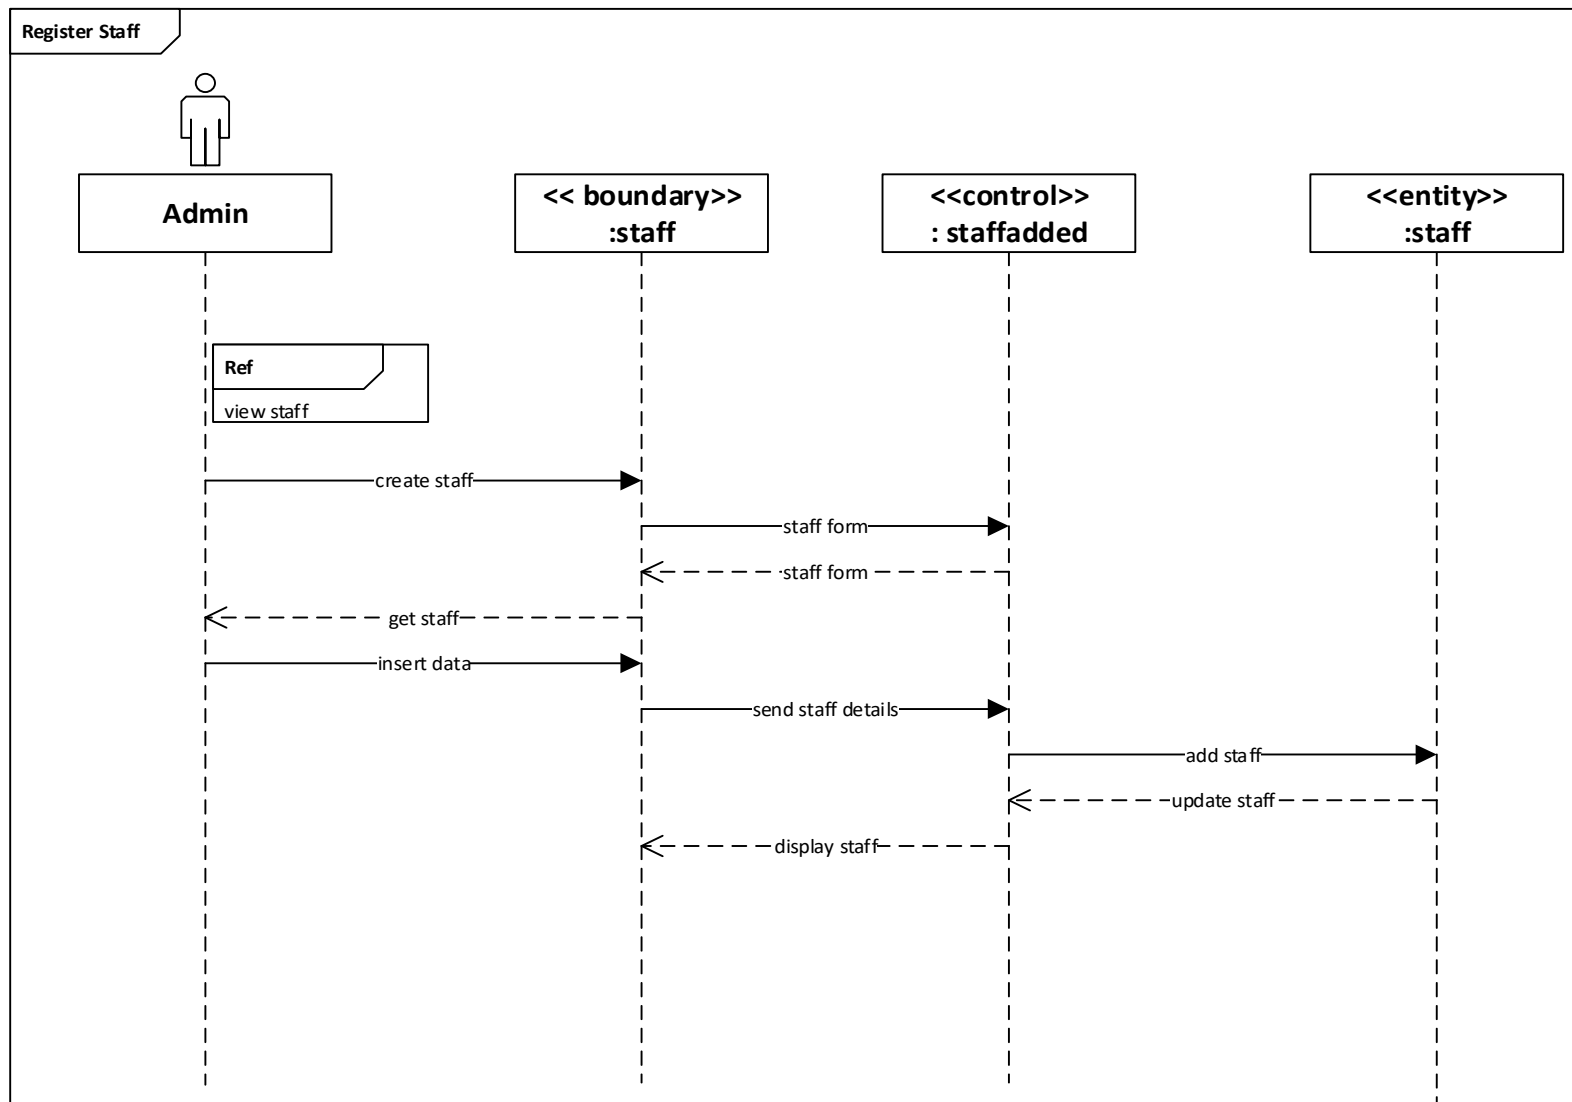 Register Staff
Admin
<< boundary>>
:staff
<<control>>
: staffadded
<<entity>>
:staff
Ref
view staff
create staff
staff form
staff form
get staff
insert data
send staff details
add staff
update staff
display staff